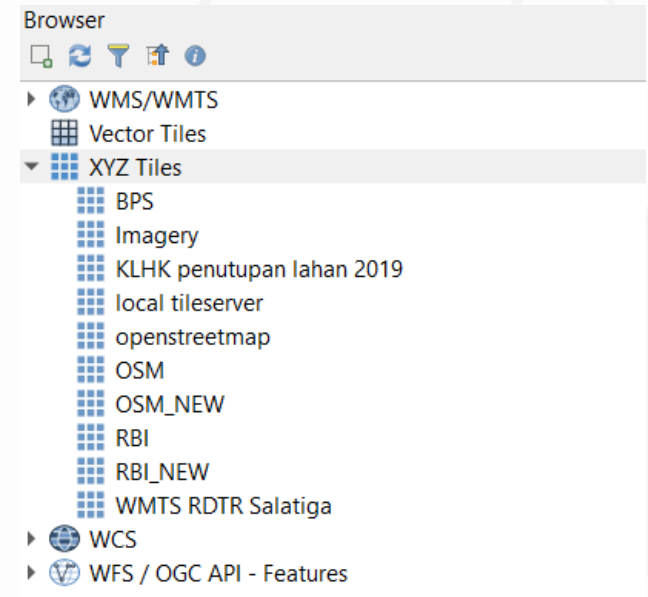 Browser
WMS/WMTS
Vector Tiles
XYZ Tiles
BPS
Imagery
KLHK penutupan lahan 2019
local tileserver
openstreetmap
OSM
OSM_NEW
RBI
RBI_NEW
WMTS RDTR Salatiga
WCS
WFS / OGC API - Features